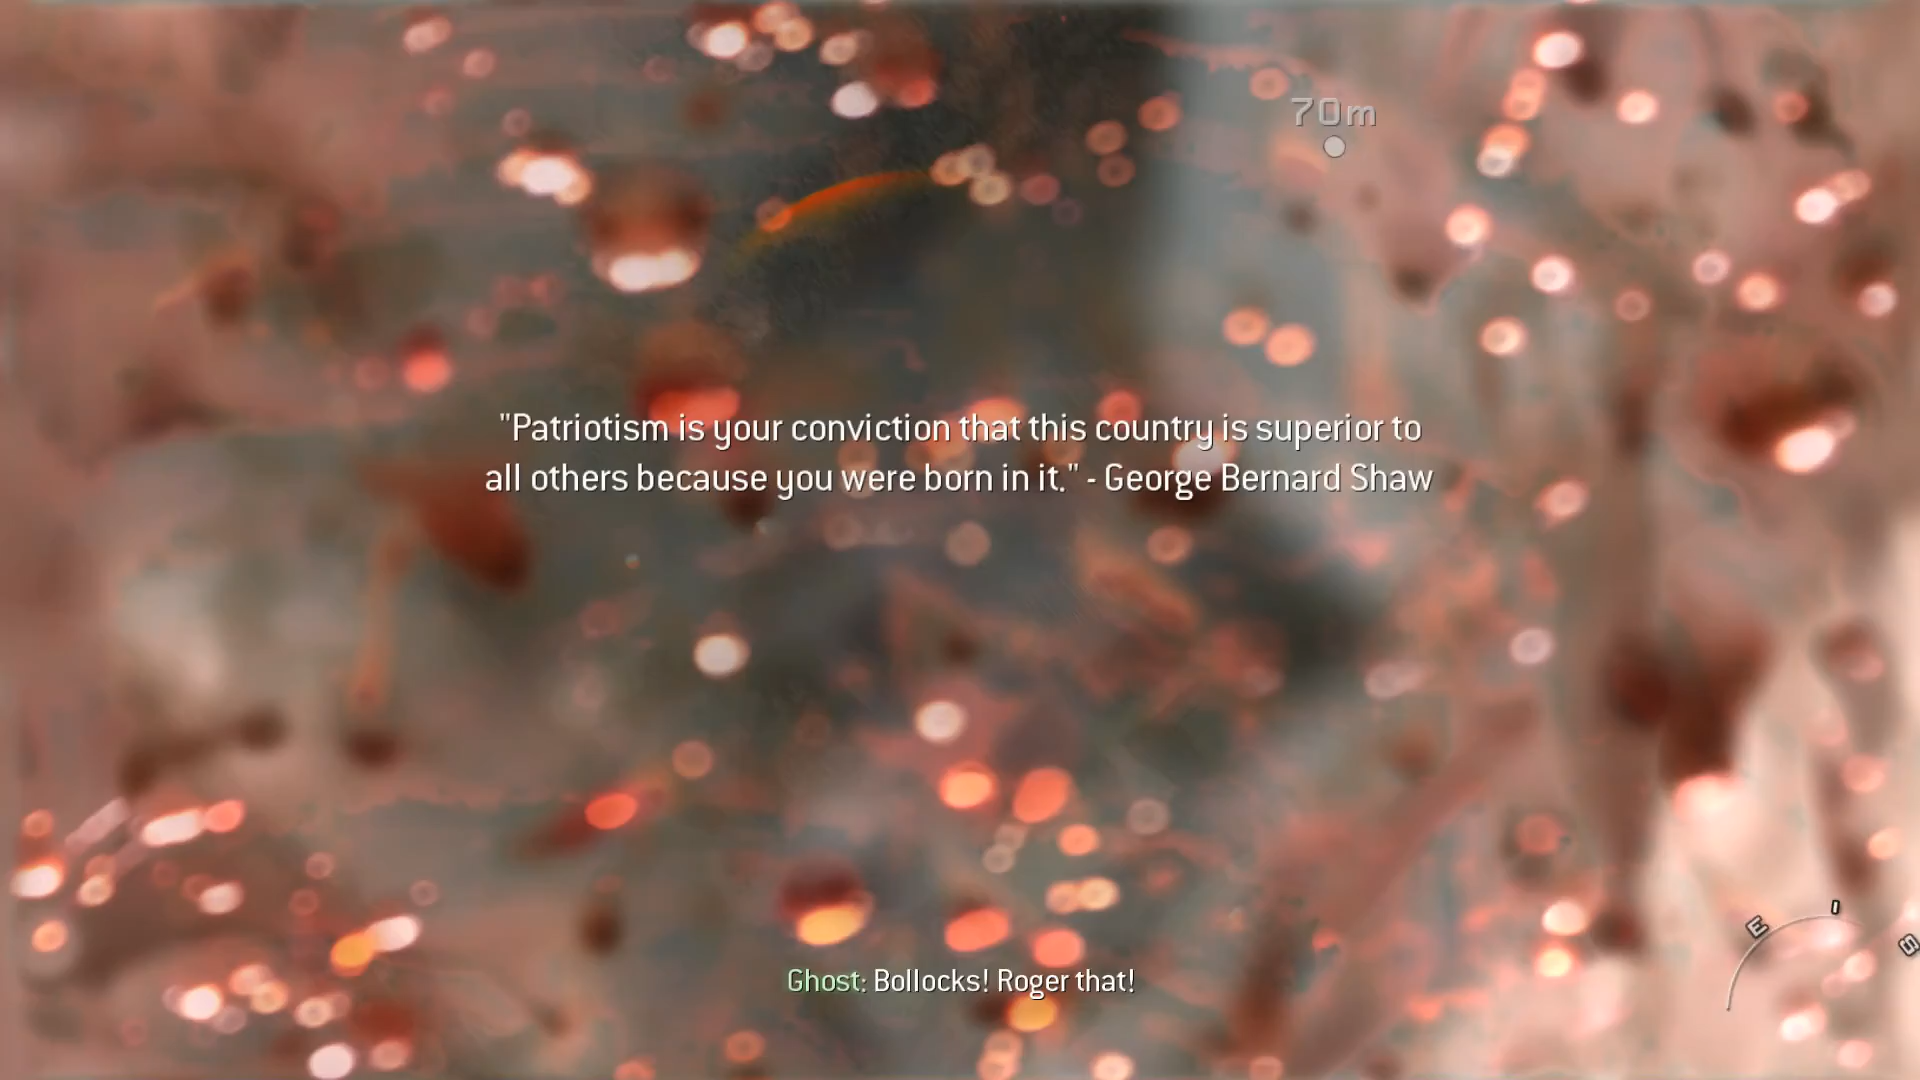 70m
"Patriotism is your conviction that this country is superior to
all others because you were born in it." - George Bernard Shaw
E
S
Ghost: Bollocks! Roger that!